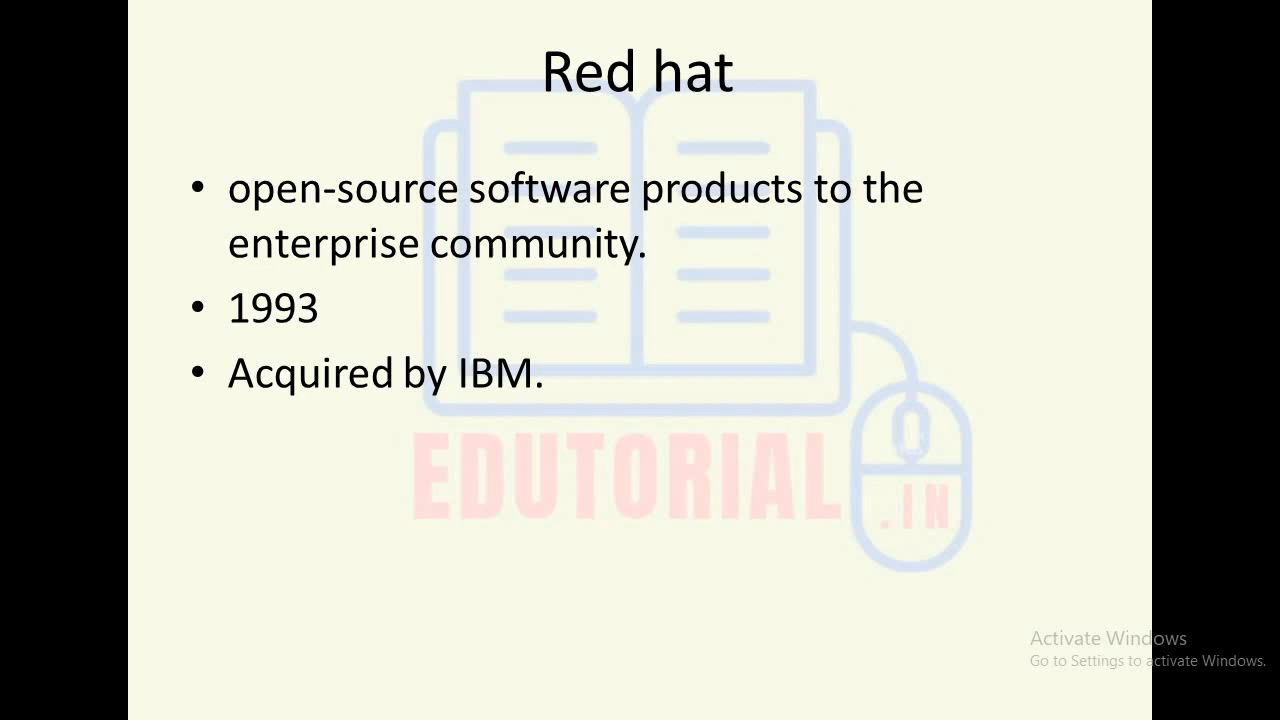 Red hat
• open-source software products to the
enterprise community.
• 1993
• Acquired by IBM.
EDUTORIAL
.IN
Activate Windows
Go to Settings to activate Windows.